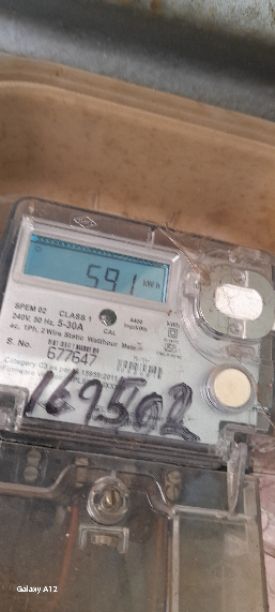 591 kWh
SPEM 02 CLASS 1
240V, 50 Hz, 5-30A
CAL
ac, 1Ph, 2 Wire Static Watthour Meter
S. No.
677647
169502
Galaxy A12